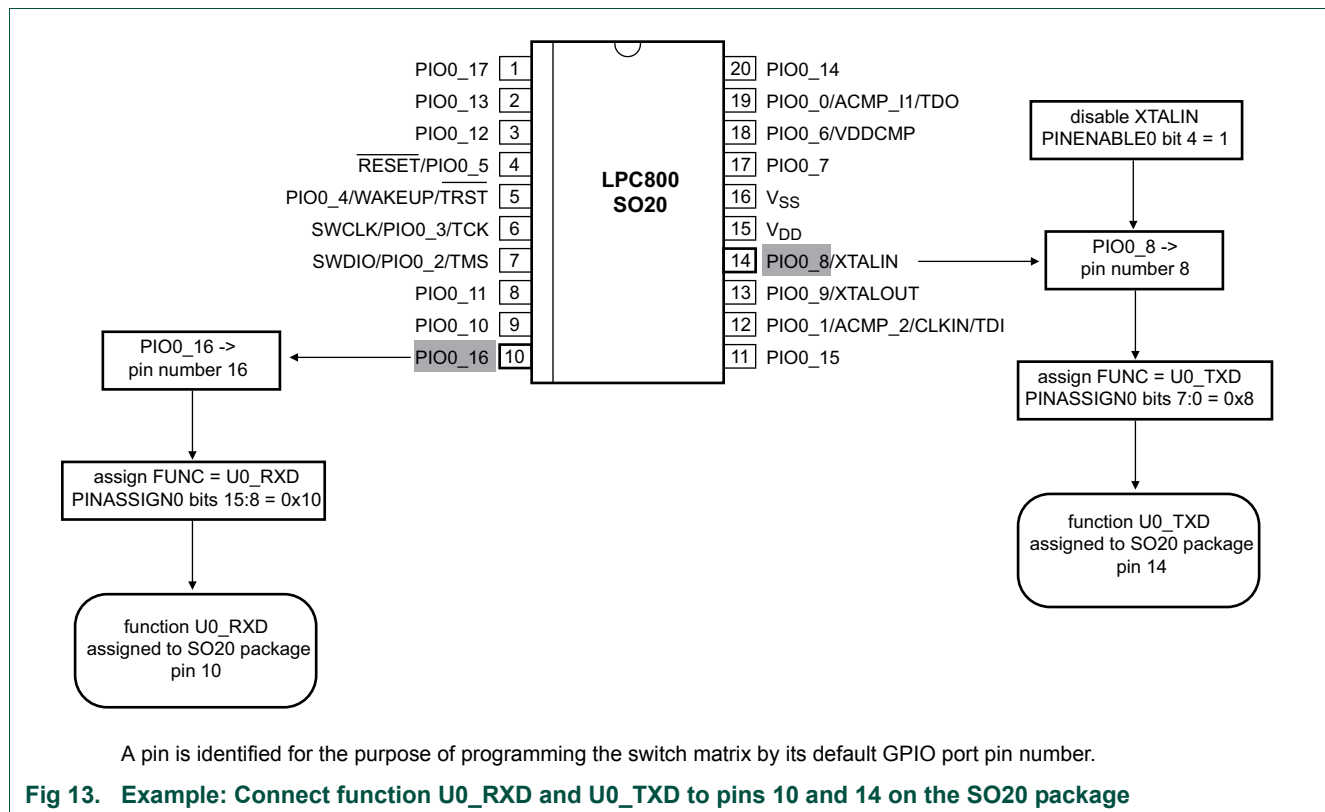 PIO0_17 1
PIO0_13 2
PIO0_12 3
RESET/PIO0_5 4
PIO0_4/WAKEUP/TRST 5
SWCLK/PIO0_3/TCK 6
SWDIO/PIO0_2/TMS 7
PIO0_11 8
PIO0_10 9
PIO0_16 10
LPC800
SO20
20 PIO0_14
19 PIO0_0/ACMP_I1/TDO
18 PIO0_6/VDDCMP
17 PIO0_7
16 VSS
15 VDD
14 PIO0_8/XTALIN
13 PIO0_9/XTALOUT
12 PIO0_1/ACMP_2/CLKIN/TDI
11 PIO0_15
PIO0_16 ->
pin number 16
assign FUNC = U0_RXD
PINASSIGN0 bits 15:8 = 0x10
function U0_RXD
assigned to SO20 package
pin 10
disable XTALIN
PINENABLE0 bit 4 = 1
PIO0_8 ->
pin number 8
assign FUNC = U0_TXD
PINASSIGN0 bits 7:0 = 0x8
function U0_TXD
assigned to SO20 package
pin 14
A pin is identified for the purpose of programming the switch matrix by its default GPIO port pin number.
Fig 13. Example: Connect function U0_RXD and U0_TXD to pins 10 and 14 on the SO20 package